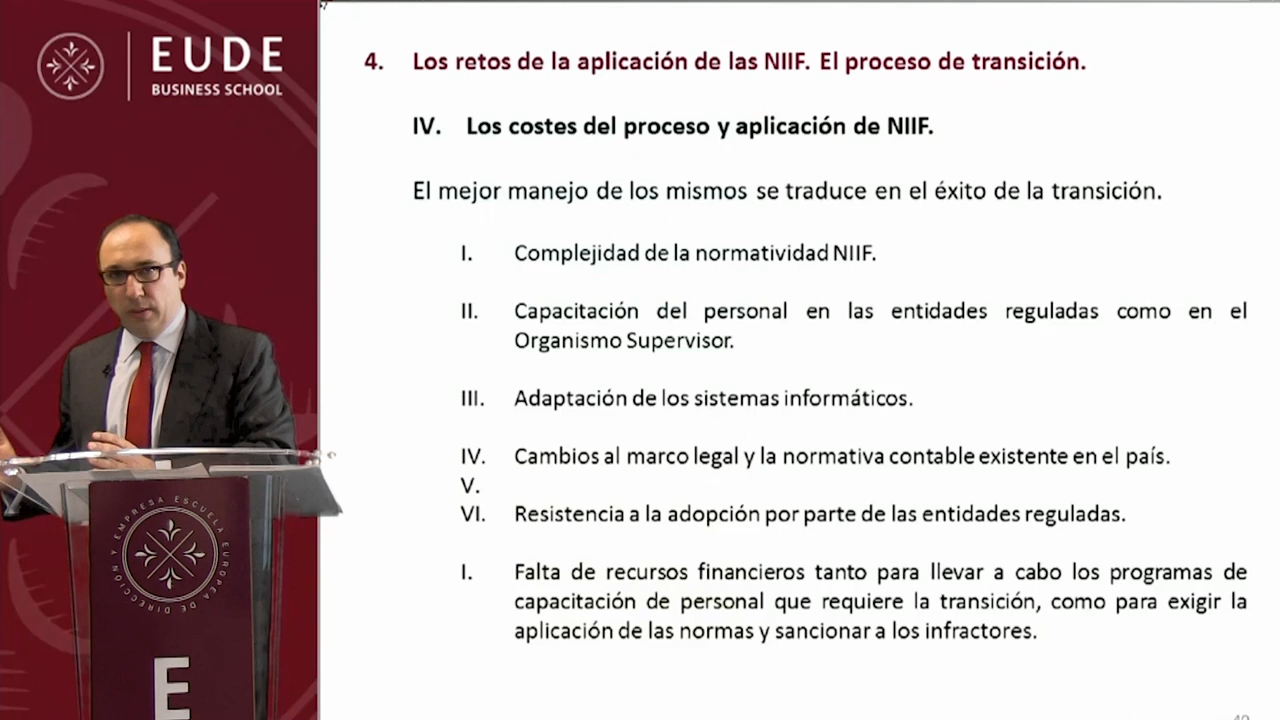 EUDE
BUSINESS SCHOOL
4. Los retos de la aplicación de las NIIF. El proceso de transición.
IV. Los costes del proceso y aplicación de NIIF.
El mejor manejo de los mismos se traduce en el éxito de la transición.
I. Complejidad de la normatividad NIIF.
II. Capacitación del personal en las entidades reguladas como en el
Organismo Supervisor.
III. Adaptación de los sistemas informáticos.
IV. Cambios al marco legal y la normativa contable existente en el país.
V.
VI. Resistencia a la adopción por parte de las entidades reguladas.
I. Falta de recursos financieros tanto para llevar a cabo los programas de
capacitación de personal que requiere la transición, como para exigir la
aplicación de las normas y sancionar a los infractores.
ESCUELA EUROPEA DE DIRECCIÓN Y EMPRESA
E